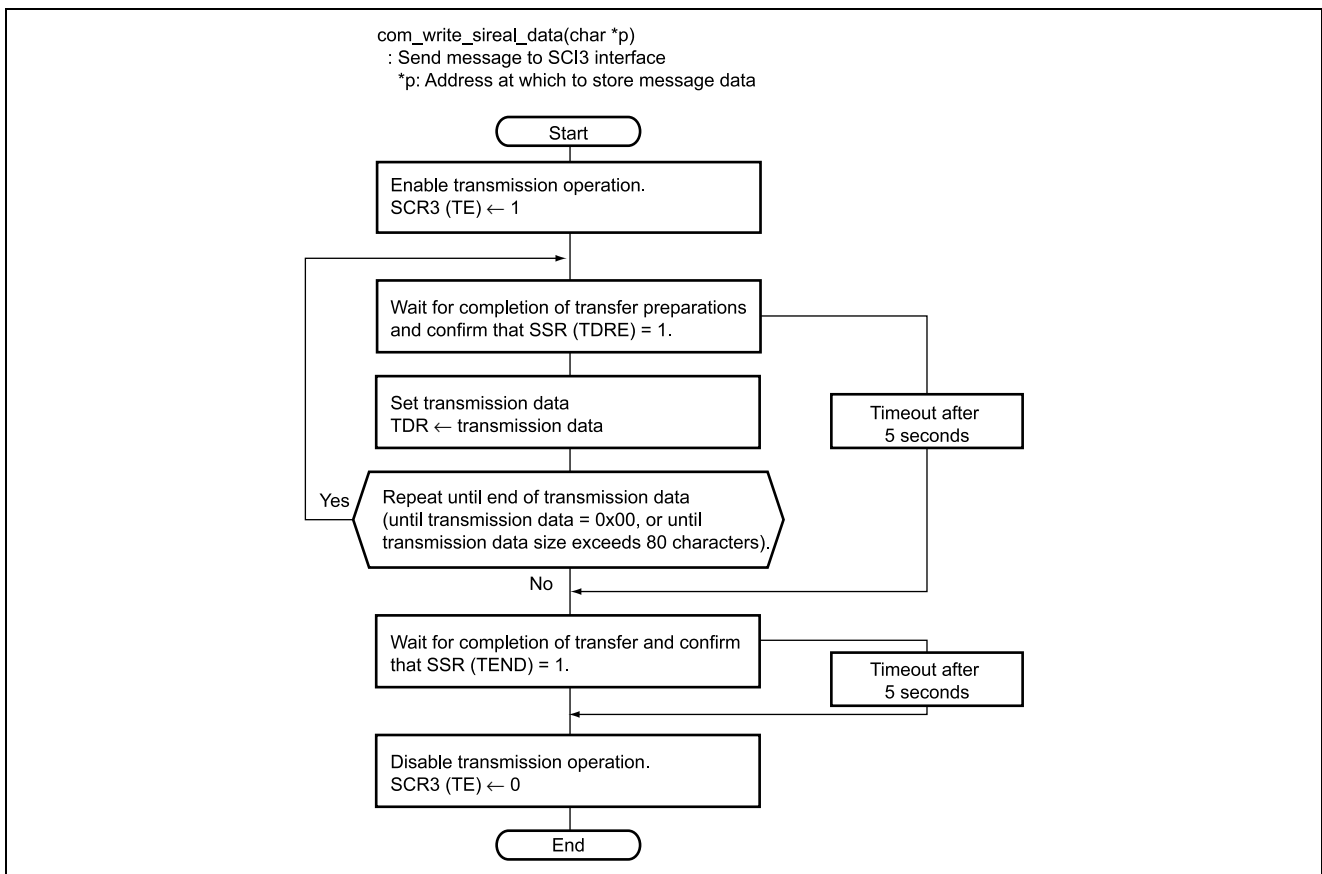 com_write_sireal_data(char *p)
: Send message to SCI3 interface
*p: Address at which to store message data
Start
Enable transmission operation.
SCR3 (TE) ← 1
Wait for completion of transfer preparations
and confirm that SSR (TDRE) = 1.
Set transmission data
TDR ← transmission data
Timeout after
5 seconds
Yes
Repeat until end of transmission data
(until transmission data = 0x00, or until
transmission data size exceeds 80 characters).
No
Wait for completion of transfer and confirm
that SSR (TEND) = 1.
Timeout after
5 seconds
Disable transmission operation.
SCR3 (TE) ← 0
End